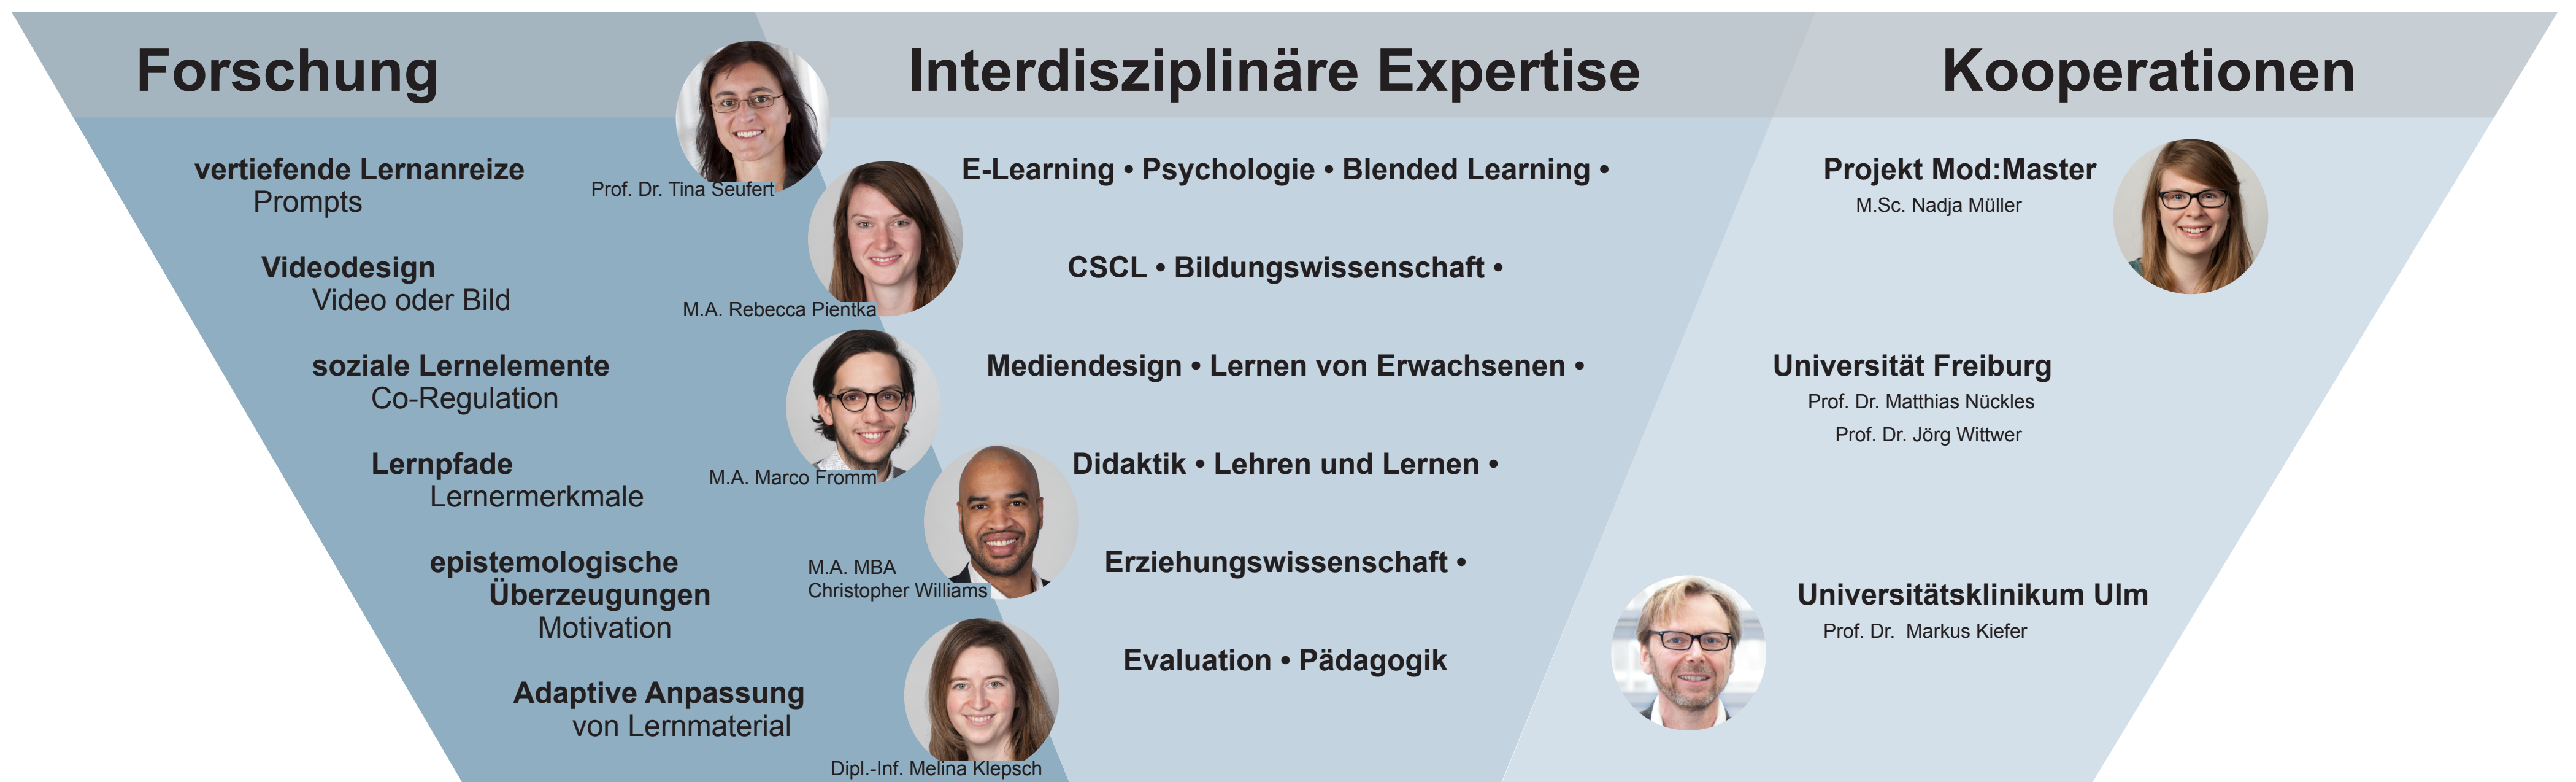 Forschung
vertiefende Lernanreize
Prompts
Videodesign
Video oder Bild
soziale Lernelemente
Co-Regulation
Lernpfade
Lernermerkmale
epistemologische
Überzeugungen
Motivation
Adaptive Anpassung
von Lernmaterial
Prof. Dr. Tina Seufert
M.A. Rebecca Pientka
M.A. Marco Fromm
M.A. MBA
Christopher Williams
Dipl.-Inf. Melina Klepsch
Interdisziplinäre Expertise
E-Learning • Psychologie • Blended Learning •
CSCL • Bildungswissenschaft •
Mediendesign • Lernen von Erwachsenen •
Didaktik • Lehren und Lernen •
Erziehungswissenschaft •
Evaluation • Pädagogik
Kooperationen
Projekt Mod:Master
M.Sc. Nadja Müller
Universität Freiburg
Prof. Dr. Matthias Nückles
Prof. Dr. Jörg Wittwer
Universitätsklinikum Ulm
Prof. Dr. Markus Kiefer